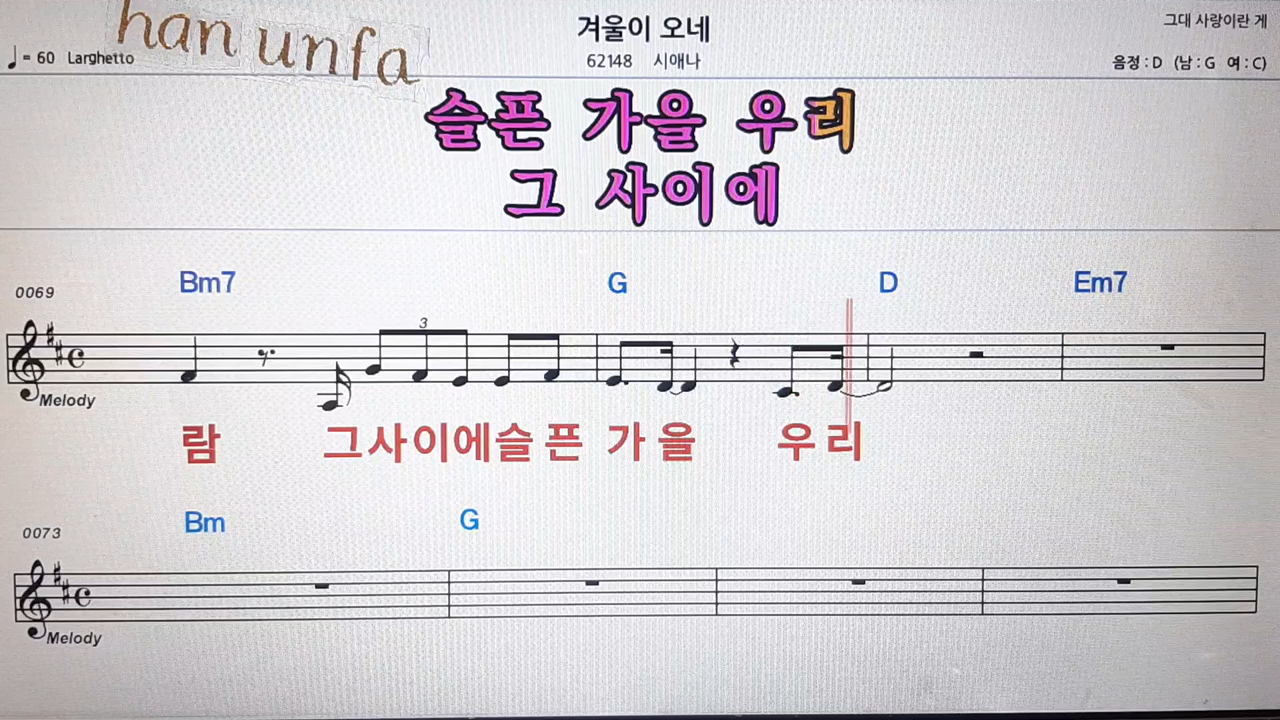 han unfa
겨울이 오네
그대 사랑이란 게
♩= 60 Larghetto
62148 시애나
음정 : D (남 : G 여 : C)
슬픈 가을 우리
그 사이에
Bm7 G D Em7
0069
3
Melody
람 그사이에슬픈 가을 우리
Bm G
0073
Melody